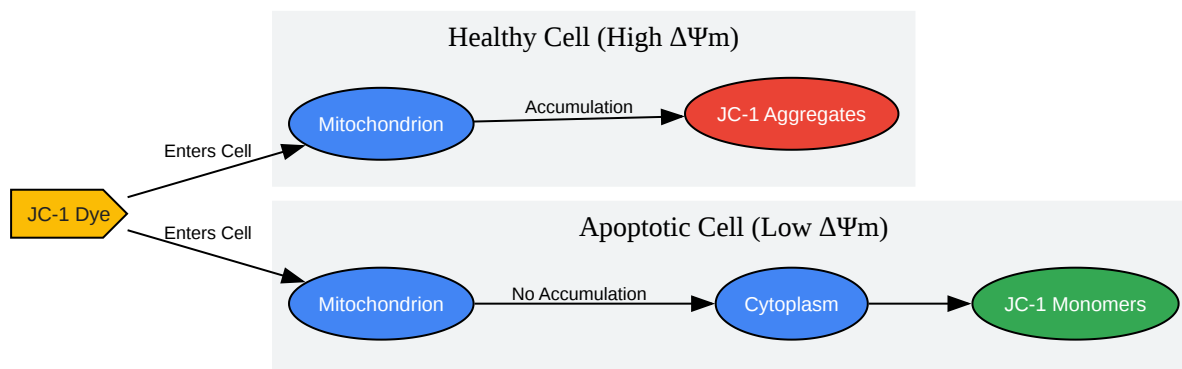 Healthy Cell (High ΔΨm)
Mitochondrion
Accumulation
JC-1 Aggregates
Enters Cell
JC-1 Dye
Enters Cell
Apoptotic Cell (Low ΔΨm)
Mitochondrion
No Accumulation
Cytoplasm
JC-1 Monomers